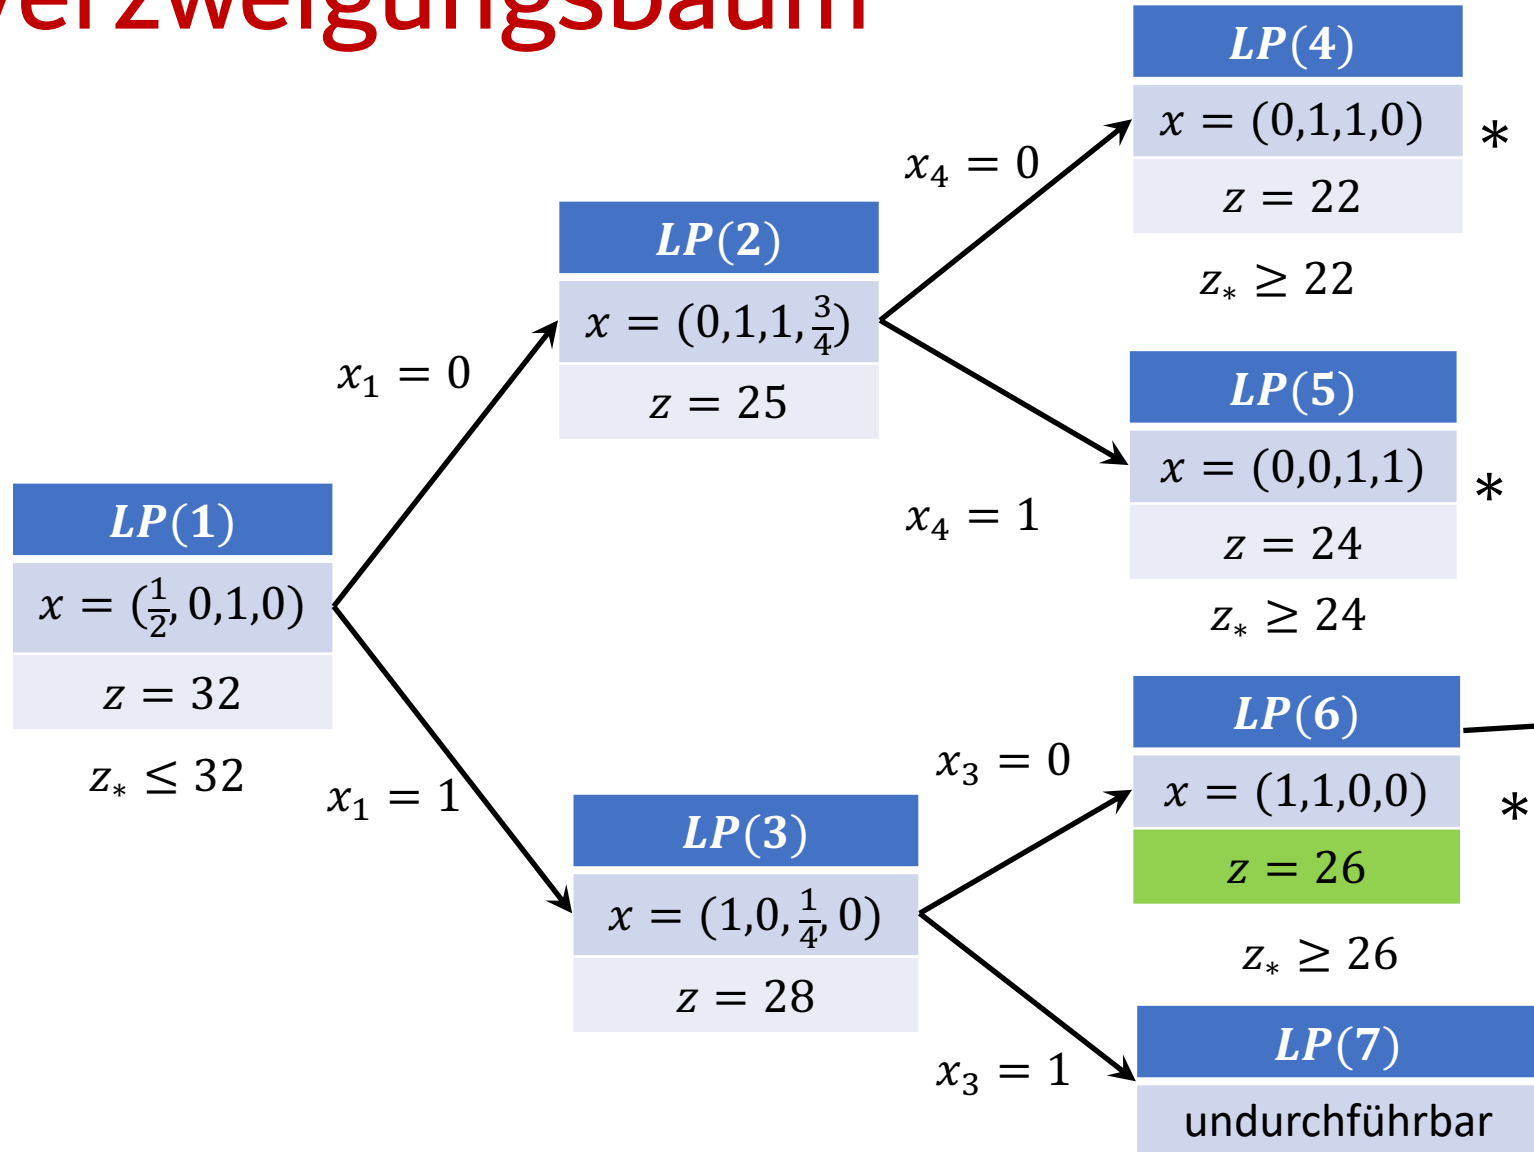 Verzweigungsbaum
LP(1)
x = (1/2, 0,1,0)
z = 32
z* ≤ 32
x₁ = 0
x₁ = 1
LP(2)
x = (0,1,1,3/4)
z = 25
LP(3)
x = (1,0,1/4, 0)
z = 28
x₄ = 0
x₄ = 1
x₃ = 0
x₃ = 1
LP(4)
x = (0,1,1,0) *
z = 22
z* ≥ 22
LP(5)
x = (0,0,1,1) *
z = 24
z* ≥ 24
LP(6)
x = (1,1,0,0) *
z = 26
z* ≥ 26
LP(7)
undurchführbar